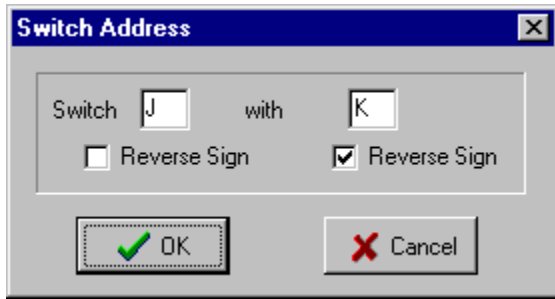 Switch Address
Switch J with K
Reverse Sign Reverse Sign
OK Cancel